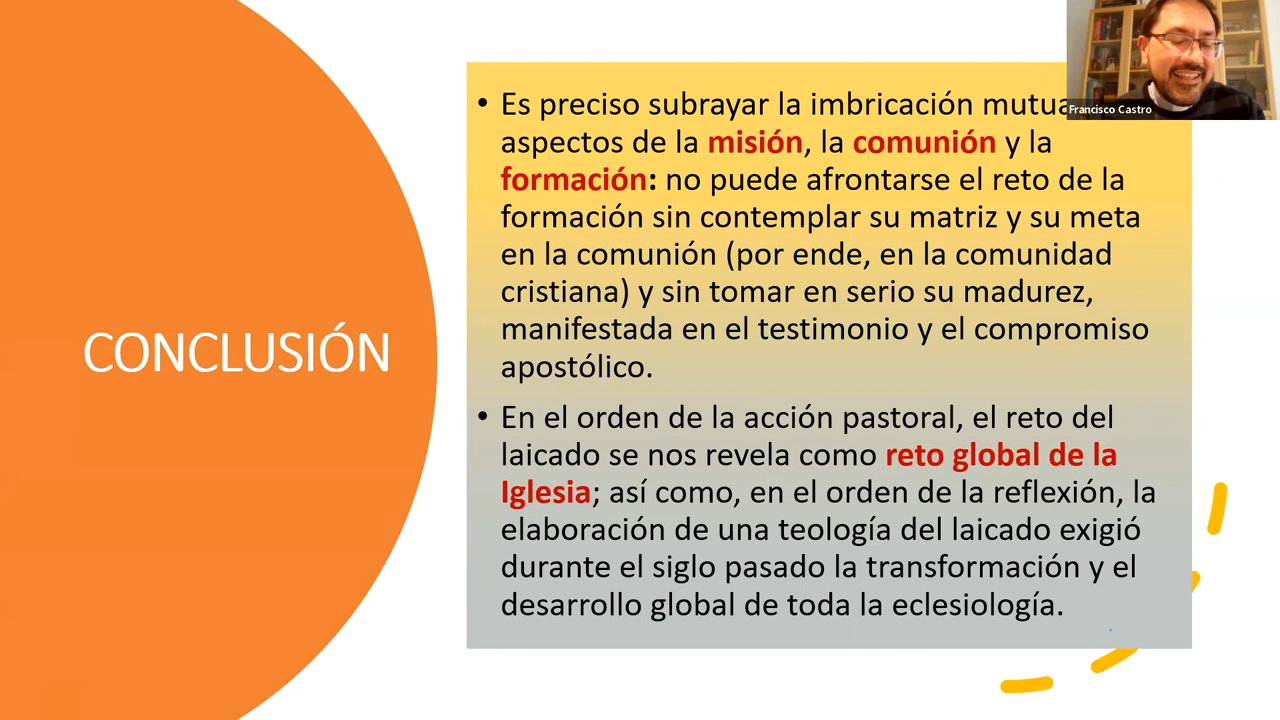 CONCLUSIÓN
• Es preciso subrayar la imbricación mutua
aspectos de la misión, la comunión y la
formación: no puede afrontarse el reto de la
formación sin contemplar su matriz y su meta
en la comunión (por ende, en la comunidad
cristiana) y sin tomar en serio su madurez,
manifestada en el testimonio y el compromiso
apostólico.
• En el orden de la acción pastoral, el reto del
laicado se nos revela como reto global de la
Iglesia; así como, en el orden de la reflexión, la
elaboración de una teología del laicado exigió
durante el siglo pasado la transformación y el
desarrollo global de toda la eclesiología.
Francisco Castro